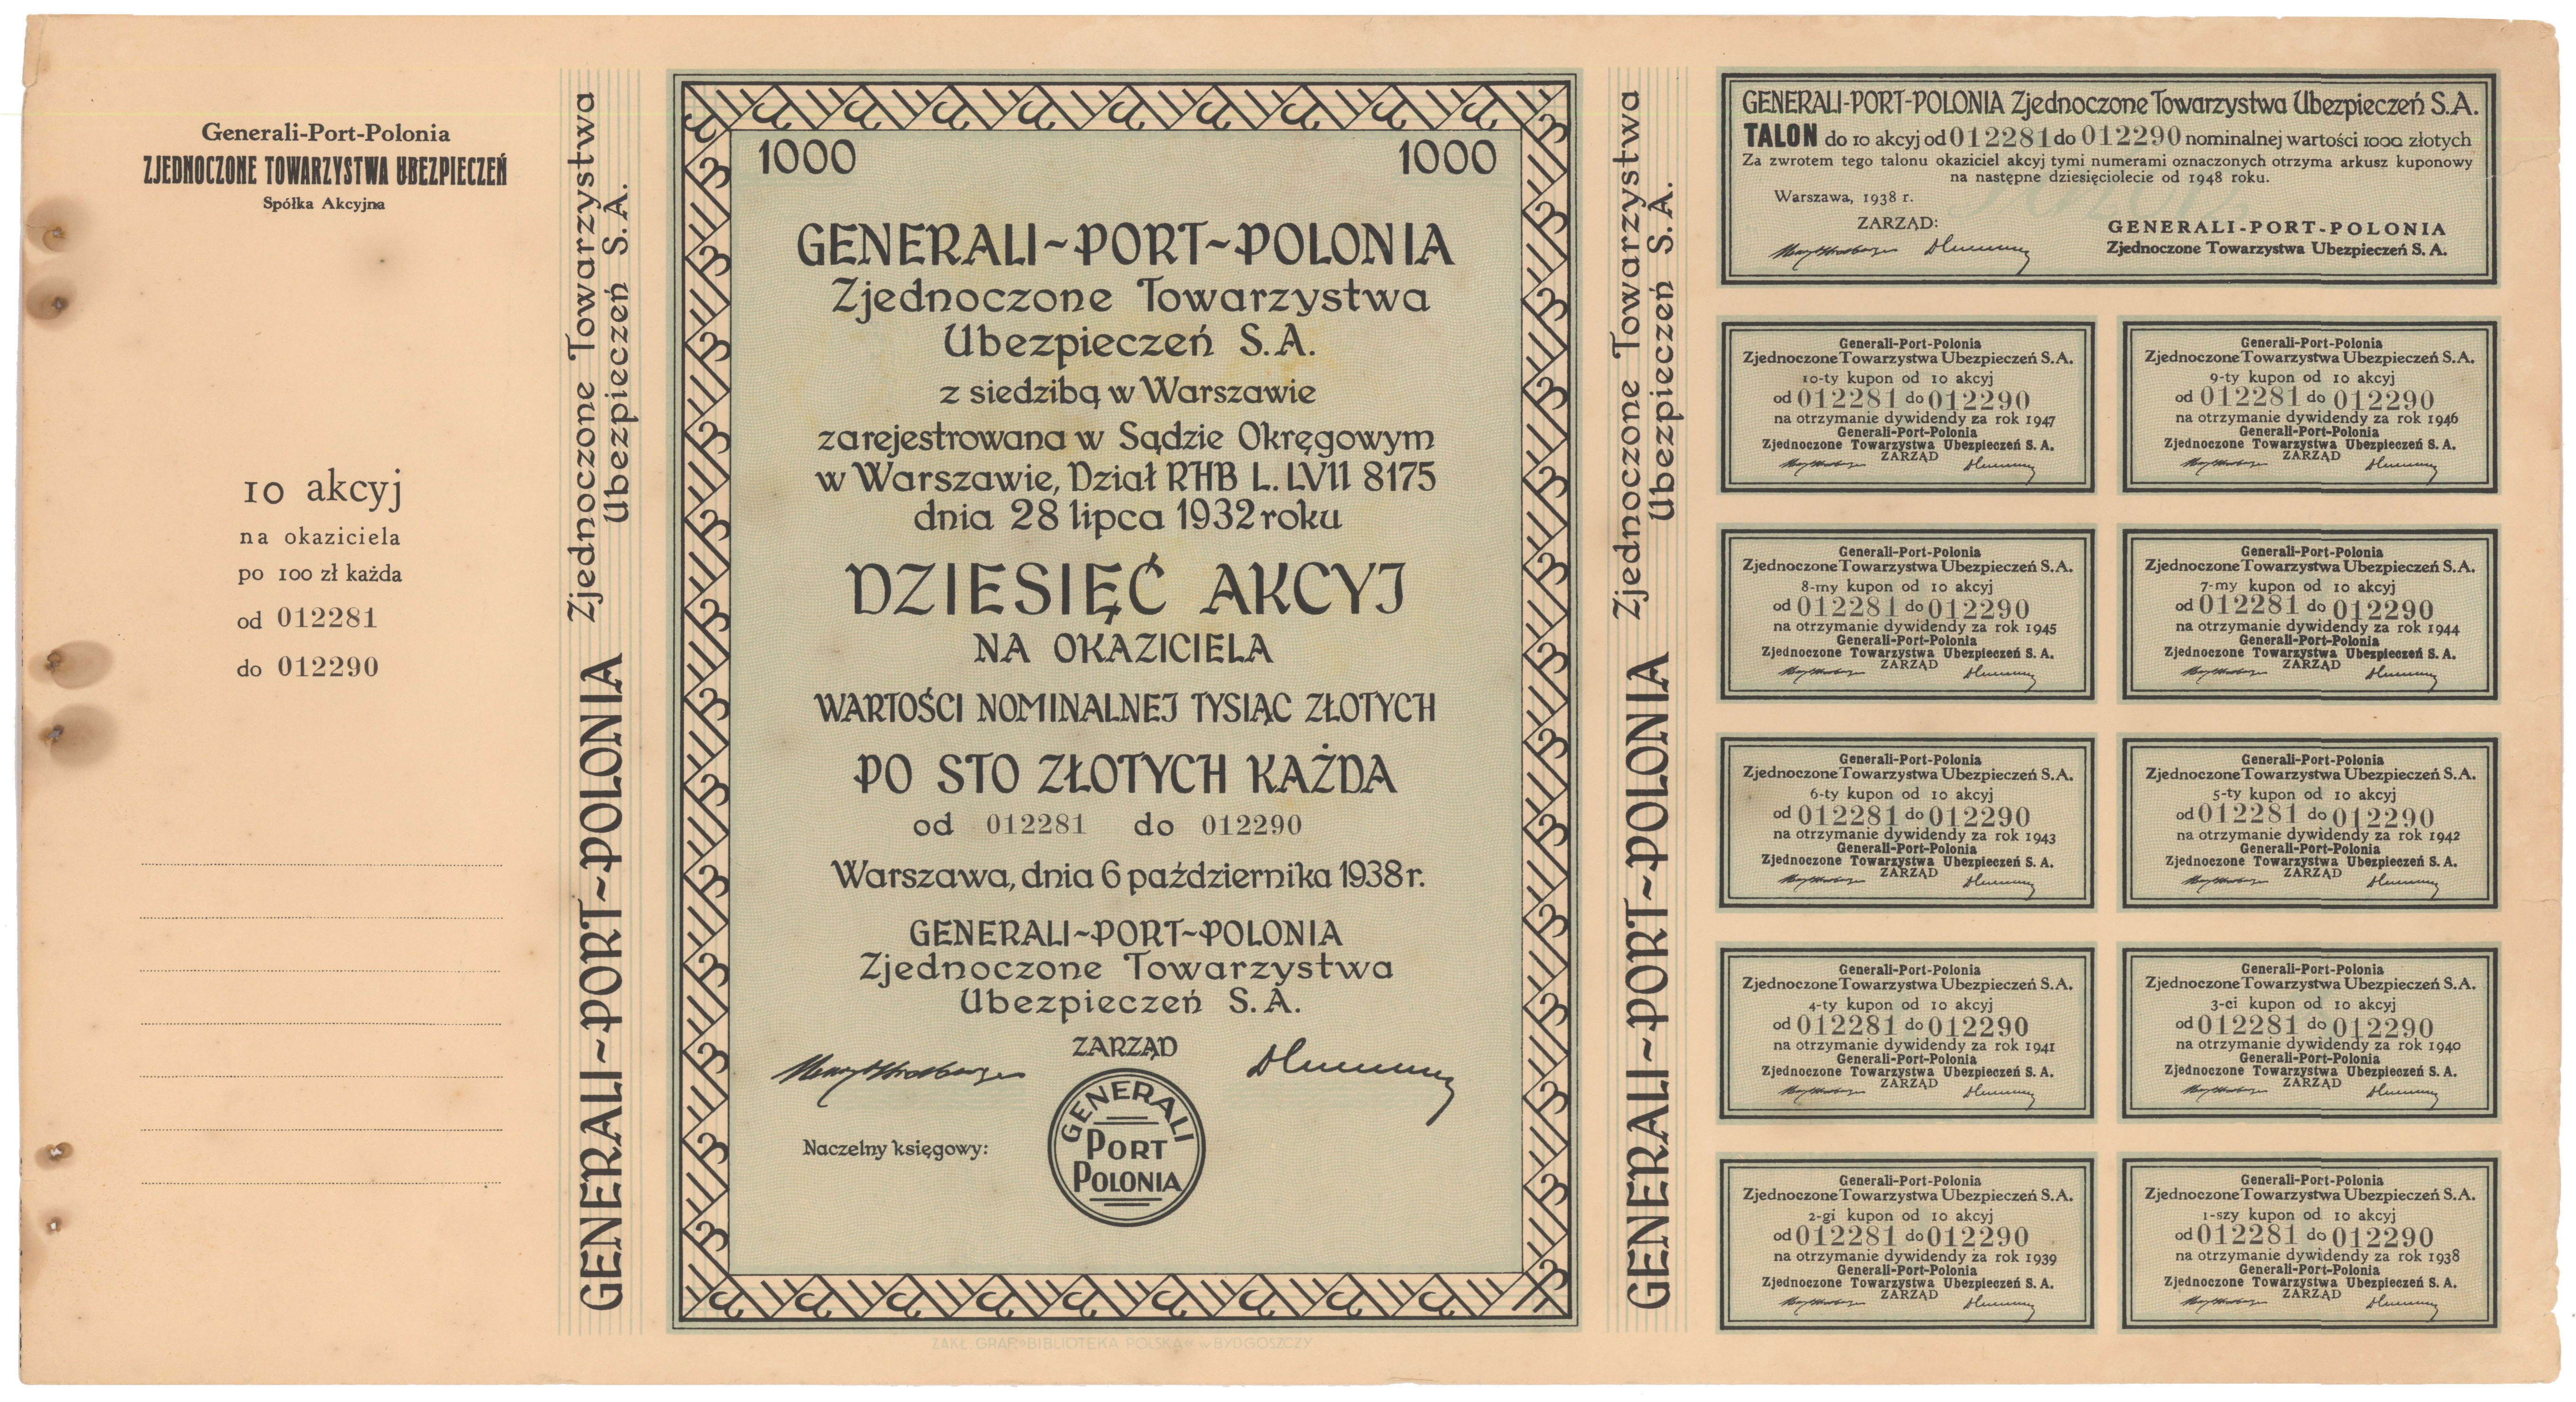 Generali-Port-Polonia
ZJEDNOCZONE TOWARZYSTWA UBEZPIECZEŃ
Spółka Akcyjna
10 akcyj
na okaziciela
po 100 zł każda
od 012281
do 012290
GENERALI-PORT-POLONIA Zjednoczone Towarzystwa
Ubezpieczeń S.A.
1000 1000
GENERALI-PORT-POLONIA
Zjednoczone Towarzystwa
Ubezpieczeń S.A.
z siedzibą w Warszawie
zarejestrowana w Sądzie Okręgowym
w Warszawie, Dział RHB L. LVII 8175
dnia 28 lipca 1932 roku
DZIESIĘĆ AKCYJ
NA OKAZICIELA
WARTOŚCI NOMINALNEJ TYSIĄC ZŁOTYCH
PO STO ZŁOTYCH KAŻDA
od 012281 do 012290
Warszawa, dnia 6 października 1938 r.
GENERALI-PORT-POLONIA
Zjednoczone Towarzystwa
Ubezpieczeń S.A.
ZARZĄD
Naczelny księgowy:
GENERALI
PORT
POLONIA
ZAKŁ. GRAF. »BIBLIOTEKA POLSKA« w BYDGOSZCZY
GENERALI-PORT-POLONIA Zjednoczone Towarzystwa
Ubezpieczeń S.A.
GENERALI-PORT-POLONIA Zjednoczone Towarzystwa Ubezpieczeń S.A.
TALON do 10 akcyj od 012281 do 012290 nominalnej wartości 1000 złotych
Za zwrotem tego talonu okaziciel akcyj tymi numerami oznaczonych otrzyma arkusz kuponowy
na następne dziesięciolecie od 1948 roku.
Warszawa, 1938 r.
ZARZĄD:
GENERALI-PORT-POLONIA
Zjednoczone Towarzystwa Ubezpieczeń S. A.
Generali-Port-Polonia
Zjednoczone Towarzystwa Ubezpieczeń S.A.
10-ty kupon od 10 akcyj
od 012281 do 012290
na otrzymanie dywidendy za rok 1947
Generali-Port-Polonia
Zjednoczone Towarzystwa Ubezpieczeń S. A.
ZARZĄD
Generali-Port-Polonia
Zjednoczone Towarzystwa Ubezpieczeń S.A.
9-ty kupon od 10 akcyj
od 012281 do 012290
na otrzymanie dywidendy za rok 1946
Generali-Port-Polonia
Zjednoczone Towarzystwa Ubezpieczeń S. A.
ZARZĄD
Generali-Port-Polonia
Zjednoczone Towarzystwa Ubezpieczeń S.A.
8-my kupon od 10 akcyj
od 012281 do 012290
na otrzymanie dywidendy za rok 1945
Generali-Port-Polonia
Zjednoczone Towarzystwa Ubezpieczeń S. A.
ZARZĄD
Generali-Port-Polonia
Zjednoczone Towarzystwa Ubezpieczeń S.A.
7-my kupon od 10 akcyj
od 012281 do 012290
na otrzymanie dywidendy za rok 1944
Generali-Port-Polonia
Zjednoczone Towarzystwa Ubezpieczeń S. A.
ZARZĄD
Generali-Port-Polonia
Zjednoczone Towarzystwa Ubezpieczeń S.A.
6-ty kupon od 10 akcyj
od 012281 do 012290
na otrzymanie dywidendy za rok 1943
Generali-Port-Polonia
Zjednoczone Towarzystwa Ubezpieczeń S. A.
ZARZĄD
Generali-Port-Polonia
Zjednoczone Towarzystwa Ubezpieczeń S.A.
5-ty kupon od 10 akcyj
od 012281 do 012290
na otrzymanie dywidendy za rok 1942
Generali-Port-Polonia
Zjednoczone Towarzystwa Ubezpieczeń S. A.
ZARZĄD
Generali-Port-Polonia
Zjednoczone Towarzystwa Ubezpieczeń S.A.
4-ty kupon od 10 akcyj
od 012281 do 012290
na otrzymanie dywidendy za rok 1941
Generali-Port-Polonia
Zjednoczone Towarzystwa Ubezpieczeń S. A.
ZARZĄD
Generali-Port-Polonia
Zjednoczone Towarzystwa Ubezpieczeń S.A.
3-ci kupon od 10 akcyj
od 012281 do 012290
na otrzymanie dywidendy za rok 1940
Generali-Port-Polonia
Zjednoczone Towarzystwa Ubezpieczeń S. A.
ZARZĄD
Generali-Port-Polonia
Zjednoczone Towarzystwa Ubezpieczeń S.A.
2-gi kupon od 10 akcyj
od 012281 do 012290
na otrzymanie dywidendy za rok 1939
Generali-Port-Polonia
Zjednoczone Towarzystwa Ubezpieczeń S. A.
ZARZĄD
Generali-Port-Polonia
Zjednoczone Towarzystwa Ubezpieczeń S.A.
1-szy kupon od 10 akcyj
od 012281 do 012290
na otrzymanie dywidendy za rok 1938
Generali-Port-Polonia
Zjednoczone Towarzystwa Ubezpieczeń S. A.
ZARZĄD